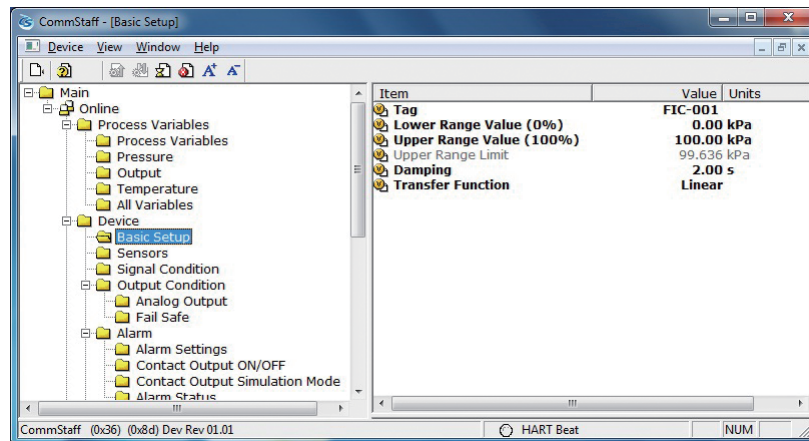 CommStaff - [Basic Setup]
Device View Window Help
A+ A-
Main
Online
Process Variables
Process Variables
Pressure
Output
Temperature
All Variables
Device
Basic Setup
Sensors
Signal Condition
Output Condition
Analog Output
Fail Safe
Alarm
Alarm Settings
Contact Output ON/OFF
Contact Output Simulation Mode
Alarm Status
Item Value Units
Tag FIC-001
Lower Range Value (0%) 0.00 kPa
Upper Range Value (100%) 100.00 kPa
Upper Range Limit 99.636 kPa
Damping 2.00 s
Transfer Function Linear
CommStaff (0x36) (0x8d) Dev Rev 01.01 HART Beat NUM